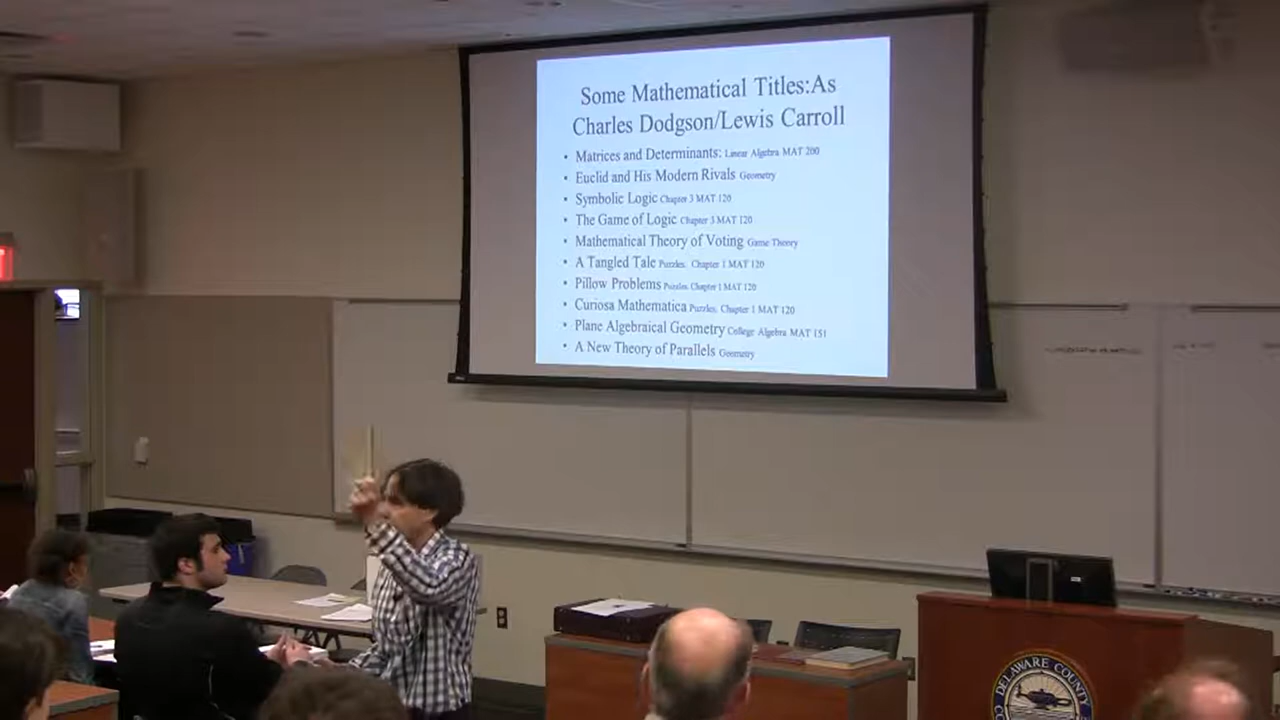 Some Mathematical Titles:As
Charles Dodgson/Lewis Carroll
• Matrices and Determinants: Linear Algebra MAT 200
• Euclid and His Modern Rivals Geometry
• Symbolic Logic Chapter 3 MAT 120
• The Game of Logic Chapter 3 MAT 120
• Mathematical Theory of Voting Game Theory
• A Tangled Tale Puzzles. Chapter 1 MAT 120
• Pillow Problems Puzzles. Chapter 1 MAT 120
• Curiosa Mathematica Puzzles. Chapter 1 MAT 120
• Plane Algebraical Geometry College Algebra MAT 151
• A New Theory of Parallels Geometry
DELAWARE COUNTY